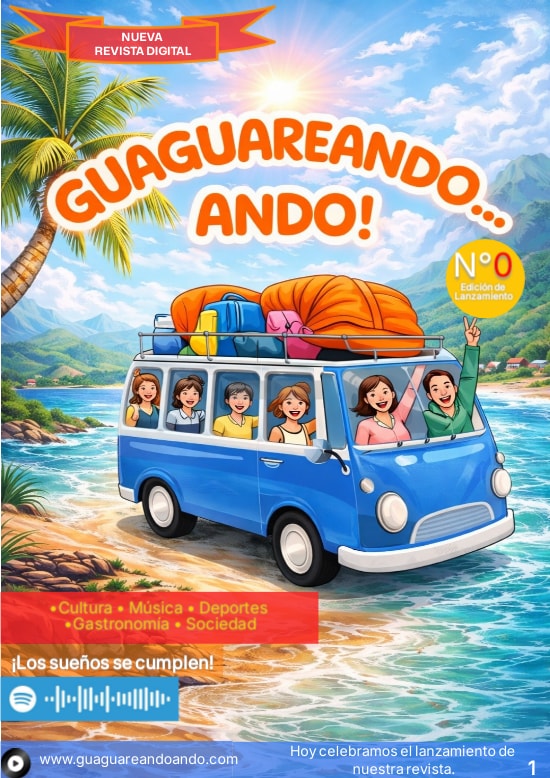 NUEVA
REVISTA DIGITAL
GUAGUAREANDO...
ANDO!
N°0
Edición de
Lanzamiento
•Cultura • Música • Deportes
•Gastronomía • Sociedad
¡Los sueños se cumplen!
www.guaguareandoando.com
Hoy celebramos el lanzamiento de
nuestra revista.
1